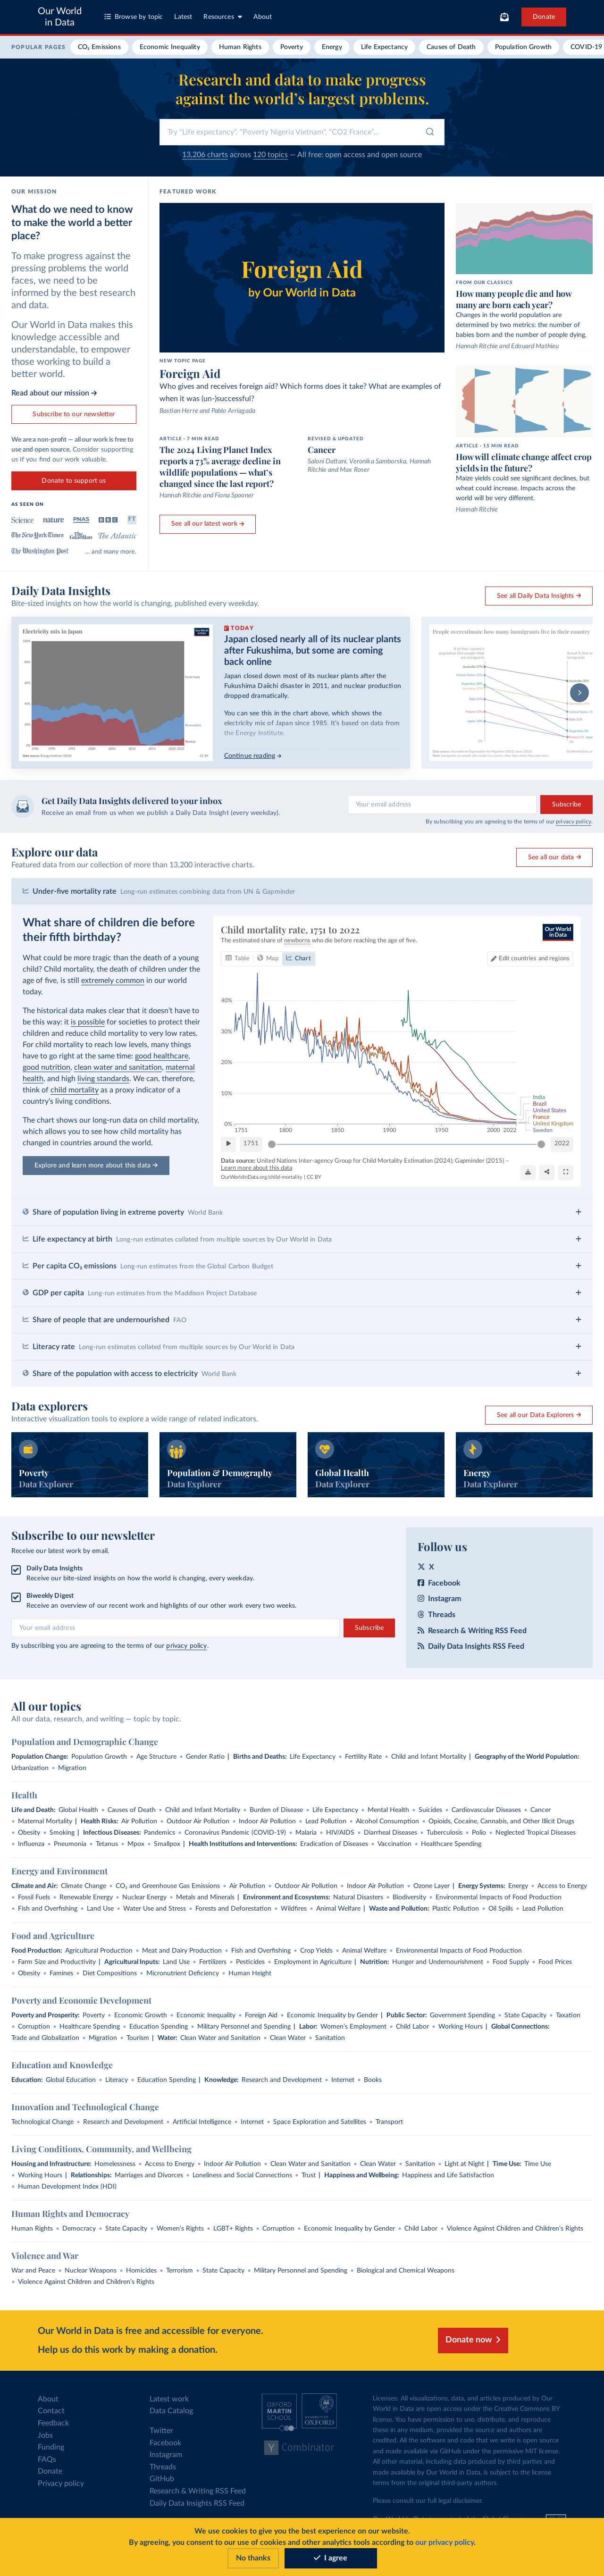 Our World
in Data
Browse by topic
Latest
Resources
About
Donate
POPULAR PAGES
CO₂ Emissions
Economic Inequality
Human Rights
Poverty
Energy
Life Expectancy
Causes of Death
Population Growth
COVID-19
Research and data to make progress
against the world's largest problems.
Try "Life expectancy", "Poverty Nigeria Vietnam", "CO2 France"...
13,206 charts across 120 topics — All free: open access and open source
OUR MISSION
What do we need to know
to make the world a better
place?
To make progress against the
pressing problems the world
faces, we need to be
informed by the best research
and data.
Our World in Data makes this
knowledge accessible and
understandable, to empower
those working to build a
better world.
Read about our mission →
Subscribe to our newsletter
We are a non-profit — all our work is free to
use and open source. Consider supporting
us if you find our work valuable.
Donate to support us
AS SEEN ON
Science
nature
PNAS
BBC
FT
The New York Times
The Guardian
The Atlantic
The Washington Post
... and many more.
FEATURED WORK
Foreign Aid
by Our World in Data
NEW TOPIC PAGE
Foreign Aid
Who gives and receives foreign aid? Which forms does it take? What are examples of
when it was (un-)successful?
Bastian Herre and Pablo Arriagada
ARTICLE · 7 MIN READ
The 2024 Living Planet Index
reports a 73% average decline in
wildlife populations — what's
changed since the last report?
Hannah Ritchie and Fiona Spooner
REVISED & UPDATED
Cancer
Saloni Dattani, Veronika Samborska, Hannah
Ritchie and Max Roser
See all our latest work →
FROM OUR CLASSICS
How many people die and how
many are born each year?
Changes in the world population are
determined by two metrics: the number of
babies born and the number of people dying.
Hannah Ritchie and Edouard Mathieu
ARTICLE · 15 MIN READ
How will climate change affect crop
yields in the future?
Maize yields could see significant declines, but
wheat could increase. Impacts across the
world will be very different.
Hannah Ritchie
Daily Data Insights
Bite-sized insights on how the world is changing, published every weekday.
See all Daily Data Insights →
Electricity mix in Japan
TODAY
Japan closed nearly all of its nuclear plants
after Fukushima, but some are coming
back online
Japan closed down most of its nuclear plants after the
Fukushima Daiichi disaster in 2011, and nuclear production
dropped dramatically.
You can see this in the chart above, which shows the
electricity mix of Japan since 1985. It's based on data from
the Energy Institute.
Continue reading →
People overestimate how many immigrants live in their country
Get Daily Data Insights delivered to your inbox
Receive an email from us when we publish a Daily Data Insight (every weekday).
Your email address
Subscribe
By subscribing you are agreeing to the terms of our privacy policy.
Explore our data
Featured data from our collection of more than 13,200 interactive charts.
See all our data →
Under-five mortality rate Long-run estimates combining data from UN & Gapminder
What share of children die before
their fifth birthday?
What could be more tragic than the death of a young
child? Child mortality, the death of children under the
age of five, is still extremely common in our world
today.
The historical data makes clear that it doesn't have to
be this way: it is possible for societies to protect their
children and reduce child mortality to very low rates.
For child mortality to reach low levels, many things
have to go right at the same time: good healthcare,
good nutrition, clean water and sanitation, maternal
health, and high living standards. We can, therefore,
think of child mortality as a proxy indicator of a
country's living conditions.
The chart shows our long-run data on child mortality,
which allows you to see how child mortality has
changed in countries around the world.
Explore and learn more about this data →
Child mortality rate, 1751 to 2022
The estimated share of newborns who die before reaching the age of five.
Our World
in Data
Table
Map
Chart
Edit countries and regions
40%
30%
20%
10%
0%
1751
1800
1850
1900
1950
2000
2022
India
Brazil
United States
France
United Kingdom
Sweden
1751
2022
Data source: United Nations Inter-agency Group for Child Mortality Estimation (2024); Gapminder (2015) –
Learn more about this data
OurWorldinData.org/child-mortality | CC BY
Share of population living in extreme poverty World Bank
Life expectancy at birth Long-run estimates collated from multiple sources by Our World in Data
Per capita CO₂ emissions Long-run estimates from the Global Carbon Budget
GDP per capita Long-run estimates from the Maddison Project Database
Share of people that are undernourished FAO
Literacy rate Long-run estimates collated from multiple sources by Our World in Data
Share of the population with access to electricity World Bank
Data explorers
Interactive visualization tools to explore a wide range of related indicators.
See all our Data Explorers →
Poverty
Data Explorer
Population & Demography
Data Explorer
Global Health
Data Explorer
Energy
Data Explorer
Subscribe to our newsletter
Receive our latest work by email.
Daily Data Insights
Receive our bite-sized insights on how the world is changing, every weekday.
Biweekly Digest
Receive an overview of our recent work and highlights of our other work every two weeks.
Your email address
Subscribe
By subscribing you are agreeing to the terms of our privacy policy.
Follow us
X
Facebook
Instagram
Threads
Research & Writing RSS Feed
Daily Data Insights RSS Feed
All our topics
All our data, research, and writing — topic by topic.
Population and Demographic Change
Population Change: Population Growth • Age Structure • Gender Ratio | Births and Deaths: Life Expectancy • Fertility Rate • Child and Infant Mortality | Geography of the World Population:
Urbanization • Migration
Health
Life and Death: Global Health • Causes of Death • Child and Infant Mortality • Burden of Disease • Life Expectancy • Mental Health • Suicides • Cardiovascular Diseases • Cancer
• Maternal Mortality | Health Risks: Air Pollution • Outdoor Air Pollution • Indoor Air Pollution • Lead Pollution • Alcohol Consumption • Opioids, Cocaine, Cannabis, and Other Illicit Drugs
• Obesity • Smoking | Infectious Diseases: Pandemics • Coronavirus Pandemic (COVID-19) • Malaria • HIV/AIDS • Diarrheal Diseases • Tuberculosis • Polio • Neglected Tropical Diseases
• Influenza • Pneumonia • Tetanus • Mpox • Smallpox | Health Institutions and Interventions: Eradication of Diseases • Vaccination • Healthcare Spending
Energy and Environment
Climate and Air: Climate Change • CO₂ and Greenhouse Gas Emissions • Air Pollution • Outdoor Air Pollution • Indoor Air Pollution • Ozone Layer | Energy Systems: Energy • Access to Energy
• Fossil Fuels • Renewable Energy • Nuclear Energy • Metals and Minerals | Environment and Ecosystems: Natural Disasters • Biodiversity • Environmental Impacts of Food Production
• Fish and Overfishing • Land Use • Water Use and Stress • Forests and Deforestation • Wildfires • Animal Welfare | Waste and Pollution: Plastic Pollution • Oil Spills • Lead Pollution
Food and Agriculture
Food Production: Agricultural Production • Meat and Dairy Production • Fish and Overfishing • Crop Yields • Animal Welfare • Environmental Impacts of Food Production
• Farm Size and Productivity | Agricultural Inputs: Land Use • Fertilizers • Pesticides • Employment in Agriculture | Nutrition: Hunger and Undernourishment • Food Supply • Food Prices
• Obesity • Famines • Diet Compositions • Micronutrient Deficiency • Human Height
Poverty and Economic Development
Poverty and Prosperity: Poverty • Economic Growth • Economic Inequality • Foreign Aid • Economic Inequality by Gender | Public Sector: Government Spending • State Capacity • Taxation
• Corruption • Healthcare Spending • Education Spending • Military Personnel and Spending | Labor: Women's Employment • Child Labor • Working Hours | Global Connections:
Trade and Globalization • Migration • Tourism | Water: Clean Water and Sanitation • Clean Water • Sanitation
Education and Knowledge
Education: Global Education • Literacy • Education Spending | Knowledge: Research and Development • Internet • Books
Innovation and Technological Change
Technological Change • Research and Development • Artificial Intelligence • Internet • Space Exploration and Satellites • Transport
Living Conditions, Community, and Wellbeing
Housing and Infrastructure: Homelessness • Access to Energy • Indoor Air Pollution • Clean Water and Sanitation • Clean Water • Sanitation • Light at Night | Time Use: Time Use
• Working Hours | Relationships: Marriages and Divorces • Loneliness and Social Connections • Trust | Happiness and Wellbeing: Happiness and Life Satisfaction
• Human Development Index (HDI)
Human Rights and Democracy
Human Rights • Democracy • State Capacity • Women's Rights • LGBT+ Rights • Corruption • Economic Inequality by Gender • Child Labor • Violence Against Children and Children's Rights
Violence and War
War and Peace • Nuclear Weapons • Homicides • Terrorism • State Capacity • Military Personnel and Spending • Biological and Chemical Weapons
• Violence Against Children and Children's Rights
Our World in Data is free and accessible for everyone.
Help us do this work by making a donation.
Donate now
About
Contact
Feedback
Jobs
Funding
FAQs
Donate
Privacy policy
Latest work
Data Catalog
Twitter
Facebook
Instagram
Threads
GitHub
Research & Writing RSS Feed
Daily Data Insights RSS Feed
OXFORD
MARTIN
SCHOOL
UNIVERSITY OF
OXFORD
Y Combinator
Licenses: All visualizations, data, and articles produced by Our
World in Data are open access under the Creative Commons BY
license. You have permission to use, distribute, and reproduce
these in any medium, provided the source and authors are
credited. All the software and code that we write is open source
and made available via GitHub under the permissive MIT license.
All other material, including data produced by third parties and
made available by Our World in Data, is subject to the license
terms from the original third-party authors.
Please consult our full legal disclaimer.
We use cookies to give you the best experience on our website.
By agreeing, you consent to our use of cookies and other analytics tools according to our privacy policy.
No thanks
I agree